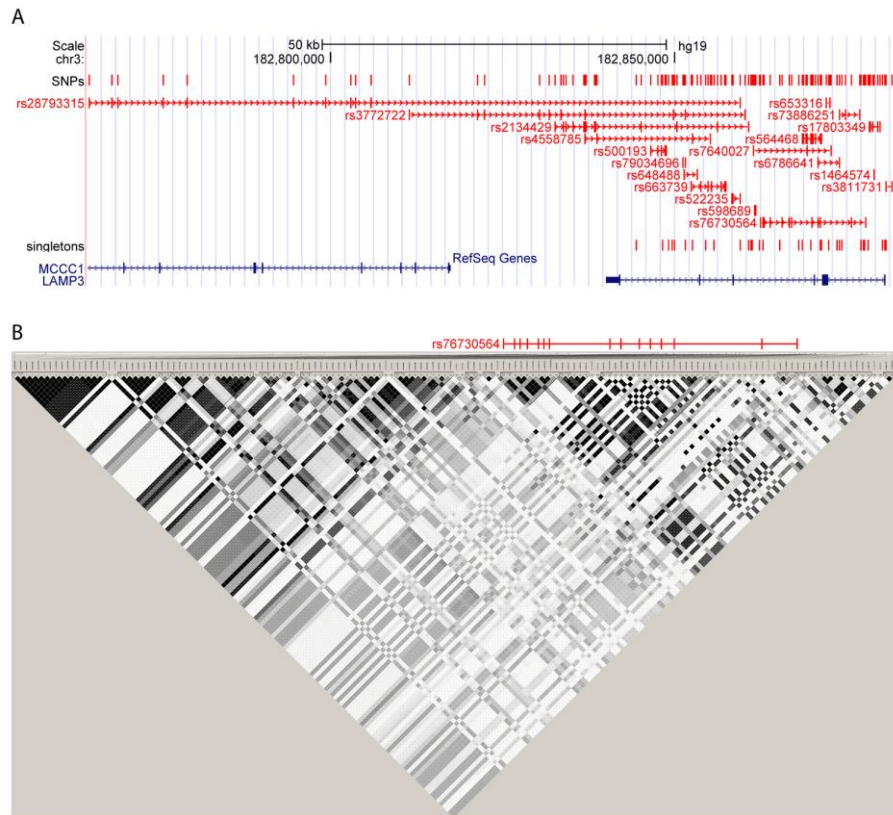 A
Scale 50 kb hg19
chr3: 182,800,000 182,850,000
SNPs
rs28793315 rs653316
rs3772722 rs73886251
rs2134429 rs17803349
rs4558785 rs564468
rs500193 rs7640027
rs79034696 rs6786641
rs648488 rs1464574
rs663739 rs3811731
rs522235
rs598689
rs76730564
singletons
RefSeq Genes
MCCC1
LAMP3
B
rs76730564